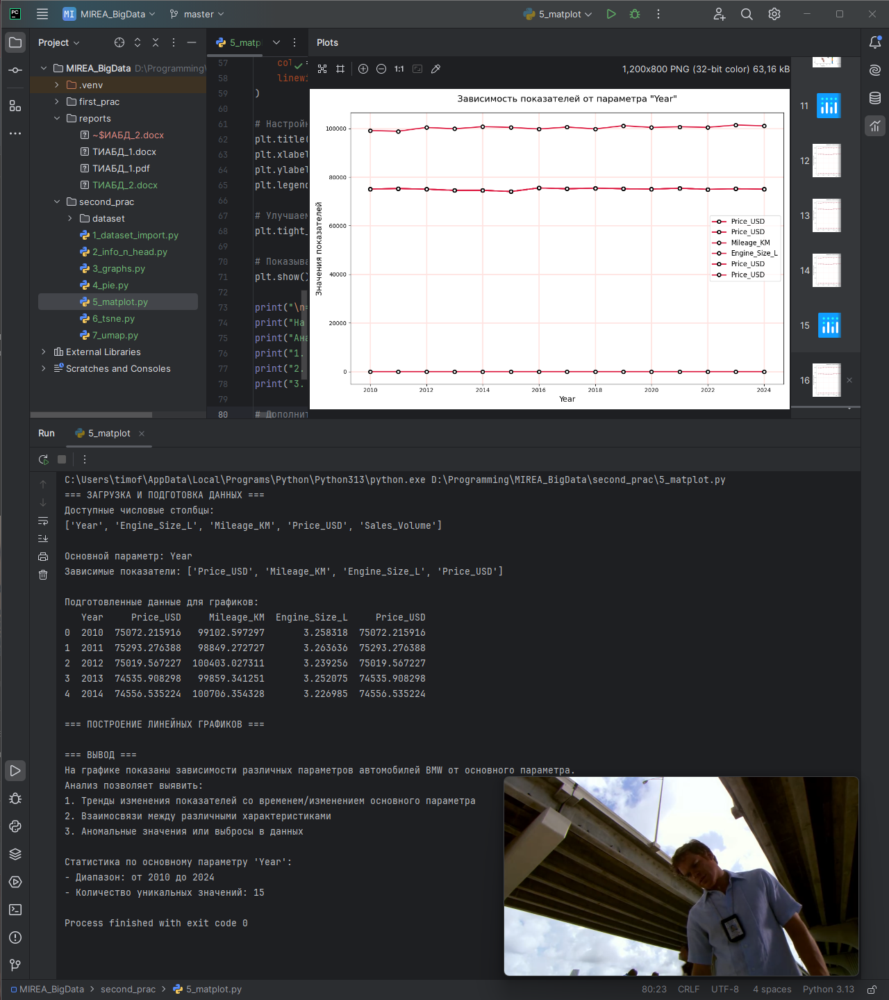 PC
MI MIREA_BigData
master
5_matplot
Project
MIREA_BigData D:\Programming\
.venv
first_prac
reports
~$ИАБД_2.docx
ТИАБД_1.docx
ТИАБД_1.pdf
ТИАБД_2.docx
second_prac
dataset
1_dataset_import.py
2_info_n_head.py
3_graphs.py
4_pie.py
5_matplot.py
6_tsne.py
7_umap.py
External Libraries
Scratches and Consoles
5_matp
57 col =
58 linewi
59 )
60
61 # Настройк
62 plt.title(
63 plt.xlabel
64 plt.ylabel
65 plt.legend
66
67 # Улучшаем
68 plt.tight_
69
70 # Показыва
71 plt.show()
72
73 print("\n=
74 print("На
75 print("Ана
76 print("1.
77 print("2.
78 print("3.
79
80 # Дополнит
Plots
1:1
1,200x800 PNG (32-bit color) 63,16 kB
Зависимость показателей от параметра "Year"
Значения показателей
100000
80000
60000
40000
20000
0
Price_USD
Price_USD
Mileage_KM
Engine_Size_L
Price_USD
Price_USD
2010 2012 2014 2016 2018 2020 2022 2024
Year
11
12
13
14
15
16
Run 5_matplot
C:\Users\timof\AppData\Local\Programs\Python\Python313\python.exe D:\Programming\MIREA_BigData\second_prac\5_matplot.py
=== ЗАГРУЗКА И ПОДГОТОВКА ДАННЫХ ===
Доступные числовые столбцы:
['Year', 'Engine_Size_L', 'Mileage_KM', 'Price_USD', 'Sales_Volume']
Основной параметр: Year
Зависимые показатели: ['Price_USD', 'Mileage_KM', 'Engine_Size_L', 'Price_USD']
Подготовленные данные для графиков:
Year Price_USD Mileage_KM Engine_Size_L Price_USD
0 2010 75072.215916 99102.597297 3.258318 75072.215916
1 2011 75293.276388 98849.272727 3.263636 75293.276388
2 2012 75019.567227 100403.027311 3.239256 75019.567227
3 2013 74535.908298 99859.341251 3.252075 74535.908298
4 2014 74556.535224 100706.354328 3.226985 74556.535224
=== ПОСТРОЕНИЕ ЛИНЕЙНЫХ ГРАФИКОВ ===
=== ВЫВОД ===
На графике показаны зависимости различных параметров автомобилей BMW от основного параметра.
Анализ позволяет выявить:
1. Тренды изменения показателей со временем/изменением основного параметра
2. Взаимосвязи между различными характеристиками
3. Аномальные значения или выбросы в данных
Статистика по основному параметру 'Year':
- Диапазон: от 2010 до 2024
- Количество уникальных значений: 15
Process finished with exit code 0
MIREA_BigData > second_prac > 5_matplot.py
80:23 CRLF UTF-8 4 spaces Python 3.13